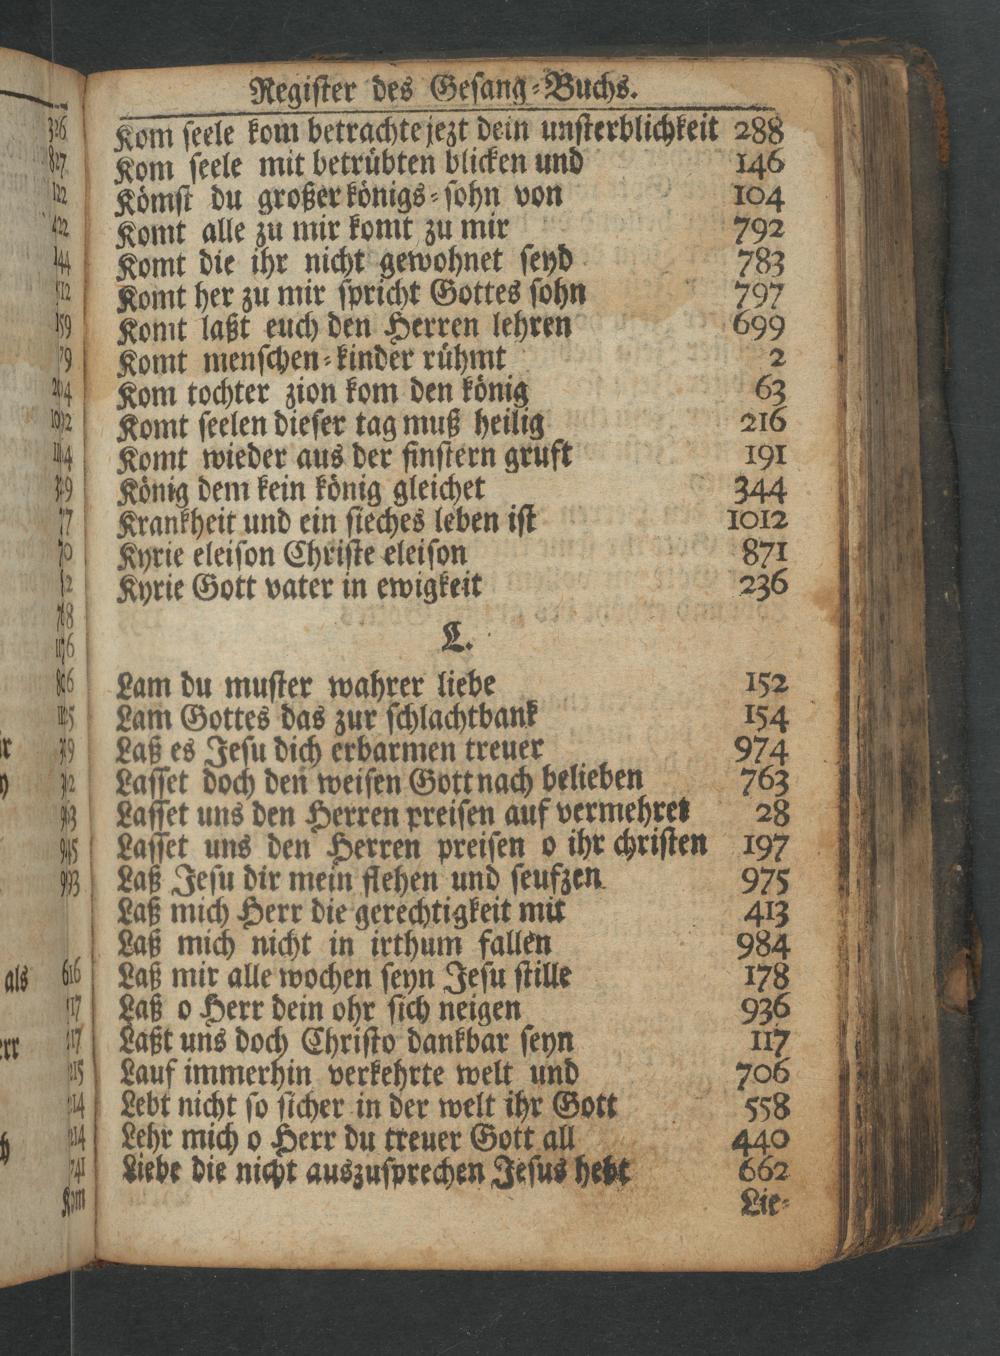 Register des Gesang-Buchs.
Kom seele kom betrachte jezt dein unsterblichkeit 288
Kom seele mit betrübten blicken und 146
Kömst du großer königs-sohn von 104
Komt alle zu mir komt zu mir 792
Komt die ihr nicht gewohnet seyd 783
Komt her zu mir spricht Gottes sohn 797
Komt laßt euch den Herren lehren 699
Komt menschen-kinder rühmt 2
Kom tochter zion kom den könig 63
Komt seelen dieser tag muß heilig 216
Komt wieder aus der finstern gruft 191
König dem kein könig gleichet 344
Krankheit und ein sieches leben ist 1012
Kyrie eleison Christe eleison 871
Kyrie Gott vater in ewigkeit 236
L.
Lam du muster wahrer liebe 152
Lam Gottes das zur schlachtbank 154
Laß es Jesu dich erbarmen treuer 974
Lasset doch den weisen Gott nach belieben 763
Lasset uns den Herren preisen auf vermehret 28
Lasset uns den Herren preisen o ihr christen 197
Laß Jesu dir mein flehen und seufzen 975
Laß mich Herr die gerechtigkeit mit 413
Laß mich nicht in irthum fallen 984
Laß mir alle wochen seyn Jesu stille 178
Laß o Herr dein ohr sich neigen 936
Laßt uns doch Christo dankbar seyn 117
Lauf immerhin verkehrte welt und 706
Lebt nicht so sicher in der welt ihr Gott 558
Lehr mich o Herr du treuer Gott all 440
Liebe die nicht auszusprechen Jesus hebt 662
Lie-